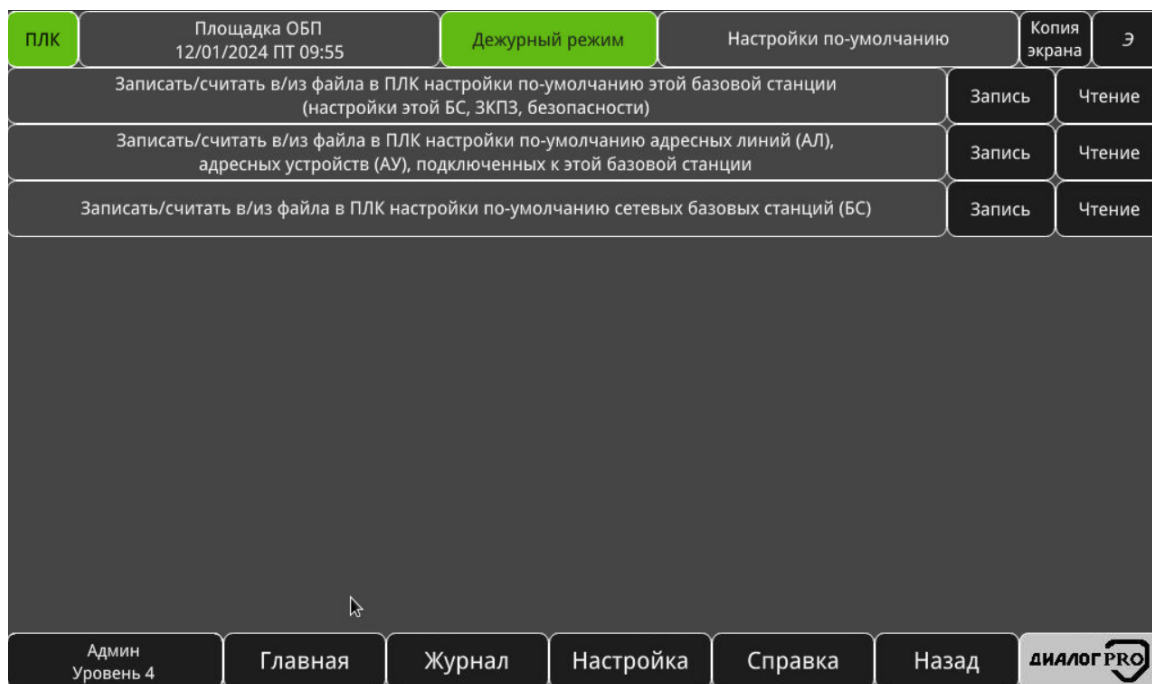 ПЛК
Площадка ОБП
12/01/2024 ПТ 09:55
Дежурный режим
Настройки по-умолчанию
Копия
экрана
Э
Записать/считать в/из файла в ПЛК настройки по-умолчанию этой базовой станции
(настройки этой БС, ЗКПЗ, безопасности)
Запись
Чтение
Записать/считать в/из файла в ПЛК настройки по-умолчанию адресных линий (АЛ),
адресных устройств (АУ), подключенных к этой базовой станции
Запись
Чтение
Записать/считать в/из файла в ПЛК настройки по-умолчанию сетевых базовых станций (БС)
Запись
Чтение
Админ
Уровень 4
Главная
Журнал
Настройка
Справка
Назад
ДИАЛОГ PRO